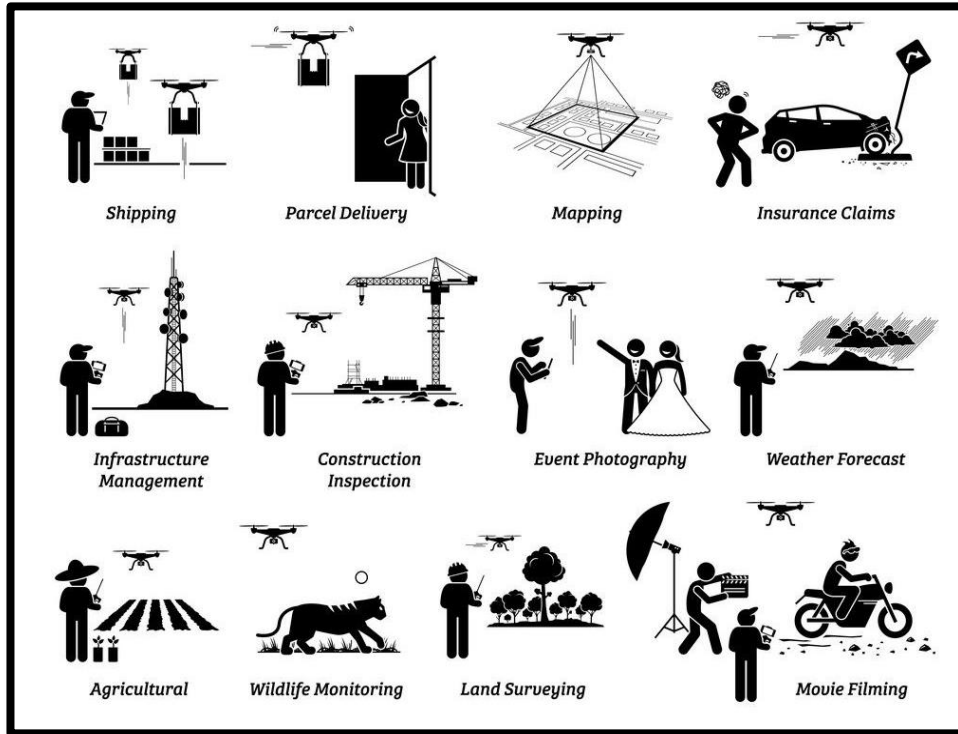 Shipping
Parcel Delivery
Mapping
Insurance Claims
Infrastructure
Management
Construction
Inspection
Event Photography
Weather Forecast
Agricultural
Wildlife Monitoring
Land Surveying
Movie Filming